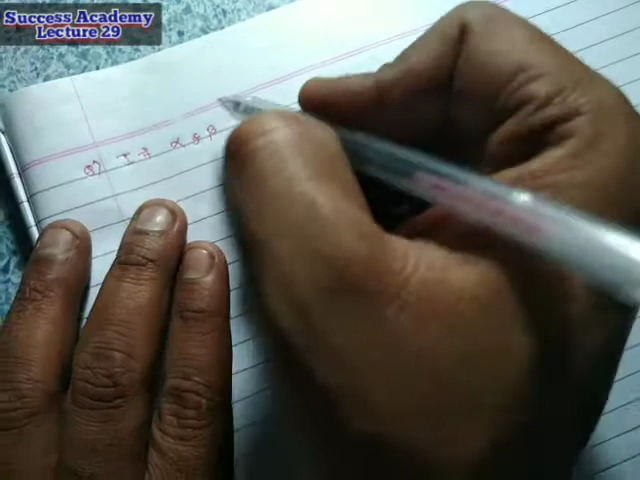 Success Academy
Lecture 29
Q) If α & β